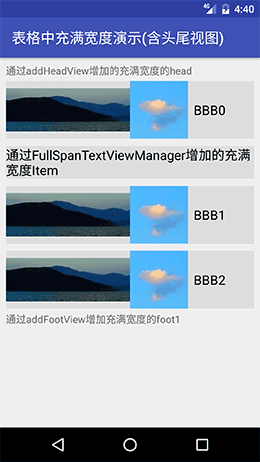 4G 4:40
表格中充满宽度演示(含头尾视图)
通过addHeadView增加的充满宽度的head
BBB0
通过FullSpanTextViewManager增加的充满
宽度Item
BBB1
BBB2
通过addFootView增加充满宽度的foot1